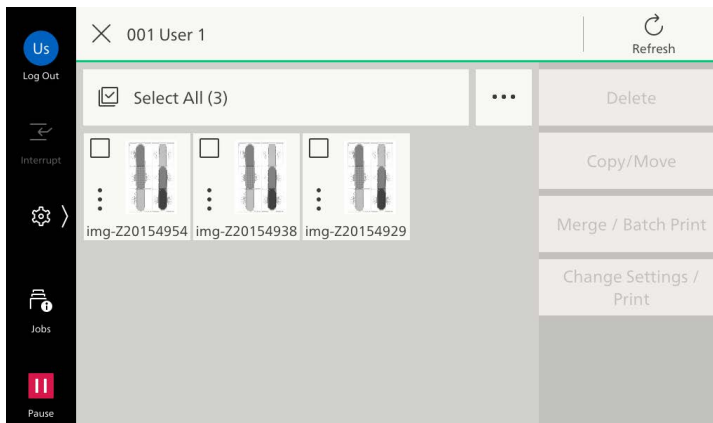 Us
Log Out
Interrupt
Jobs
Pause
001 User 1
Refresh
Select All (3)
img-Z20154954
img-Z20154938
img-Z20154929
Delete
Copy/Move
Merge / Batch Print
Change Settings /
Print